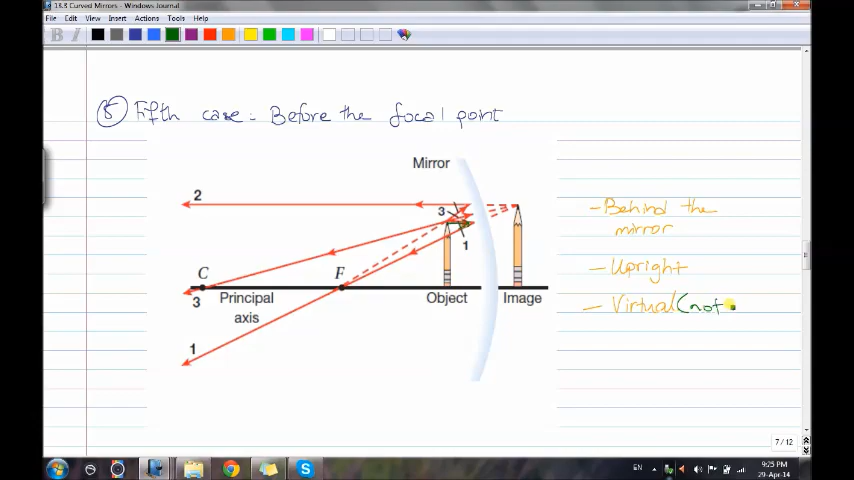 18.8 Curved Mirrors - Windows Journal
File Edit View Insert Actions Tools Help
B I
5 Fifth case: Before the focal point
Mirror
2
3
1
C F
3 Principal axis Object Image
1
- Behind the
mirror
- Upright
- Virtual (not
7 / 12
EN
9:25 PM
29-Apr-14